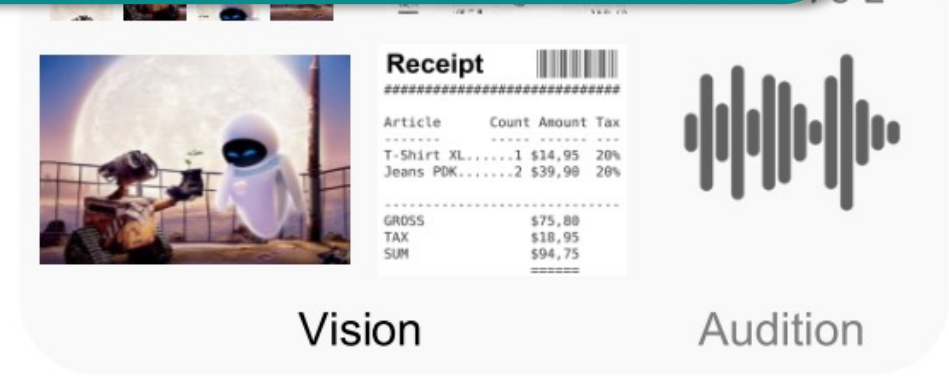 Receipt
##############################
Article Count Amount Tax
------- ----- ------ ---
T-Shirt XL......1 $14,95 20%
Jeans PDK.......2 $39,90 20%
------------------------------
GROSS $75,80
TAX $18,95
SUM $94,75
======
Vision
Audition